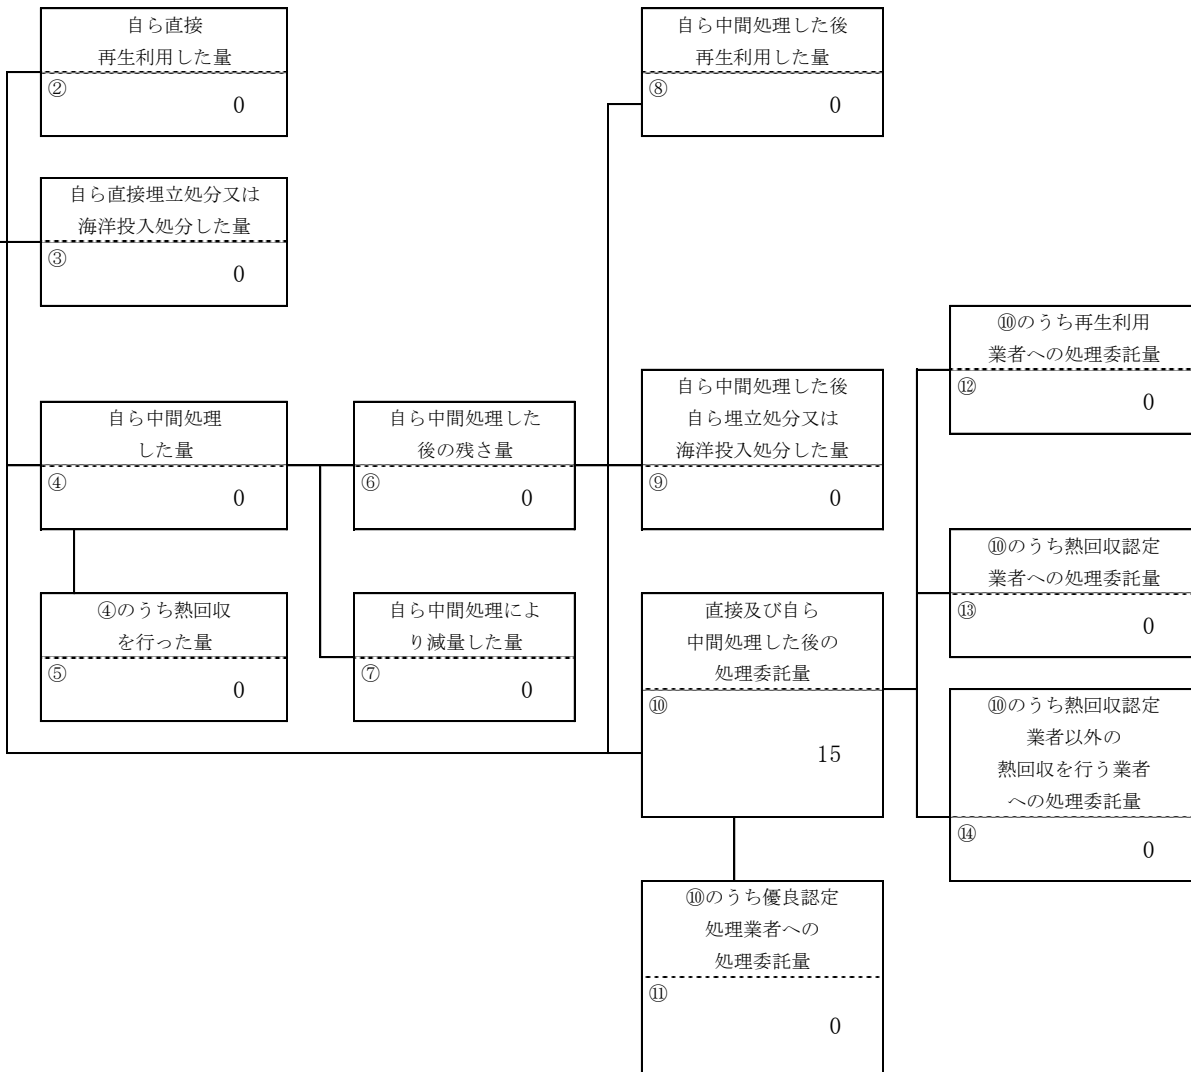 自ら直接
再生利用した量
②
0
自ら中間処理した後
再生利用した量
⑧
0
自ら直接埋立処分又は
海洋投入処分した量
③
0
⑩のうち再生利用
業者への処理委託量
⑫
0
自ら中間処理
した量
④
0
自ら中間処理した
後の残さ量
⑥
0
自ら中間処理した後
自ら埋立処分又は
海洋投入処分した量
⑨
0
⑩のうち熱回収認定
業者への処理委託量
⑬
0
④のうち熱回収
を行った量
⑤
0
自ら中間処理によ
り減量した量
⑦
0
直接及び自ら
中間処理した後の
処理委託量
⑩
15
⑩のうち熱回収認定
業者以外の
熱回収を行う業者
への処理委託量
⑭
0
⑩のうち優良認定
処理業者への
処理委託量
⑪
0